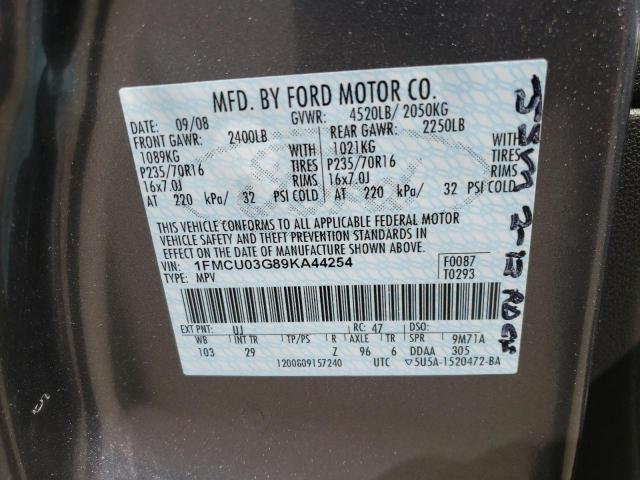 MFD. BY FORD MOTOR CO.
DATE: 09/08 GVWR: 4520LB/ 2050KG
FRONT GAWR: 2400LB REAR GAWR: 2250LB
1089KG WITH 1021KG WITH
P235/70R16 TIRES P235/70R16 TIRES
16x7.0J RIMS 16x7.0J RIMS
AT 220 kPa/ 32 PSI COLD AT 220 kPa/ 32 PSI COLD
THIS VEHICLE CONFORMS TO ALL APPLICABLE FEDERAL MOTOR
VEHICLE SAFETY AND THEFT PREVENTION STANDARDS IN
EFFECT ON THE DATE OF MANUFACTURE SHOWN ABOVE.
VIN: 1FMCU03G89KA44254 F0087
TYPE: MPV T0293
EXT PNT: UJ RC: 47 DSO:
WB INT TR TP/PS R AXLE TR SPR 9M71A
103 29 Z 96 6 DDAA 305
1200809157240 UTC 5U5A-1520472-BA